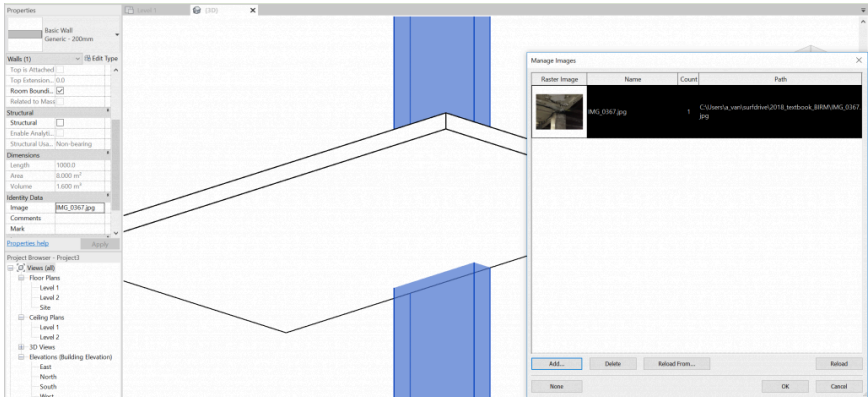 Properties
Level 1
{3D}
Basic Wall
Generic - 200mm
Walls (1)
Edit Type
Top is Attached
Top Extension... 0.0
Room Boundi...
Related to Mass
Structural
Structural
Enable Analyti...
Structural Usa... Non-bearing
Dimensions
Length 1000.0
Area 8.000 m²
Volume 1.600 m³
Identity Data
Image IMG_0367.jpg
Comments
Mark
Properties help Apply
Project Browser - Project3
Views (all)
Floor Plans
Level 1
Level 2
Site
Ceiling Plans
Level 1
Level 2
3D Views
Elevations (Building Elevation)
East
North
South
West
Manage Images
Raster Image Name Count Path
IMG_0367.jpg 1 C:\Users\a_van\surfdrive\2018_textbook_BIRM\IMG_0367.
jpg
Add... Delete Reload From... Reload
None OK Cancel